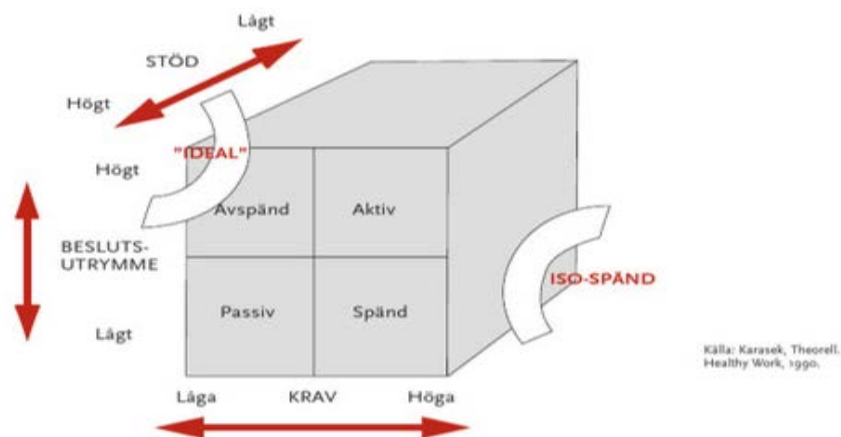 Lågt
STÖD
Högt
"IDEAL"
Högt
Avspänd
Aktiv
BESLUTS-
UTRYMME
ISO-SPÄND
Passiv
Spänd
Lågt
Källa: Karasek, Theorell.
Healthy Work, 1990.
Låga
KRAV
Höga